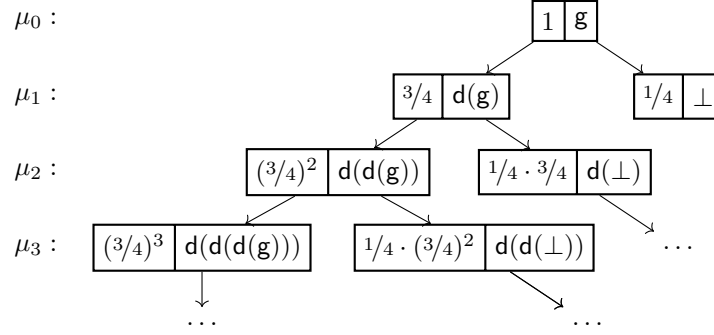 μ₀ : 1 g
μ₁ : 3/4 d(g) 1/4 ⊥
μ₂ : (3/4)² d(d(g)) 1/4 · 3/4 d(⊥)
μ₃ : (3/4)³ d(d(d(g))) 1/4 · (3/4)² d(d(⊥)) ...
... ...